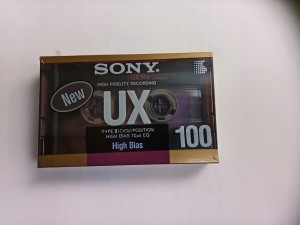 SONY
HIGH FIDELITY RECORDING
New
UX
TYPE II (CrO2) POSITION
HIGH BIAS 70μs EQ
High Bias
100